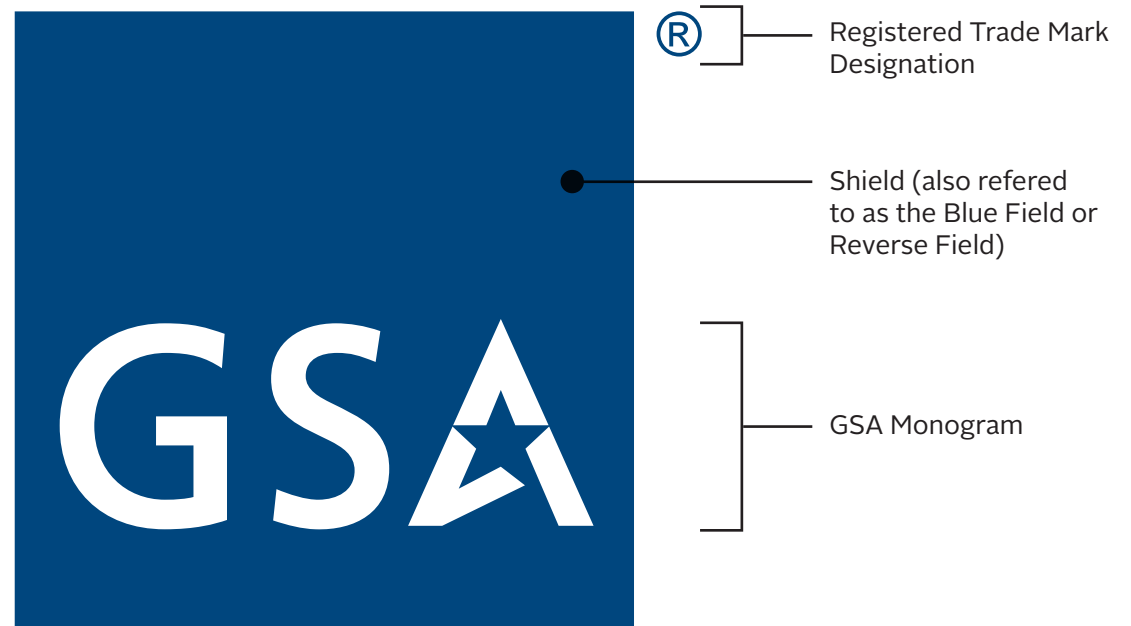 ®
Registered Trade Mark
Designation
Shield (also refered
to as the Blue Field or
Reverse Field)
GSA
GSA Monogram